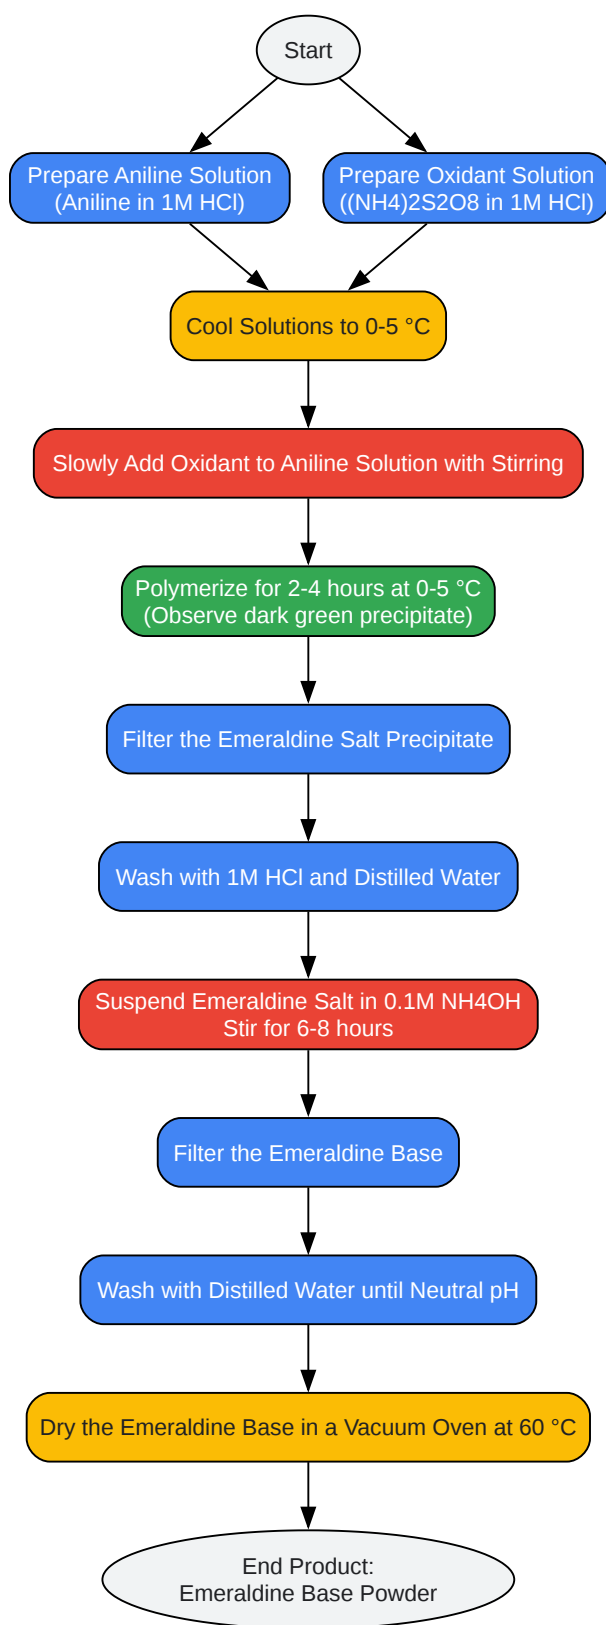 Start
Prepare Aniline Solution
(Aniline in 1M HCl)
Prepare Oxidant Solution
((NH4)2S2O8 in 1M HCl)
Cool Solutions to 0-5 °C
Slowly Add Oxidant to Aniline Solution with Stirring
Polymerize for 2-4 hours at 0-5 °C
(Observe dark green precipitate)
Filter the Emeraldine Salt Precipitate
Wash with 1M HCl and Distilled Water
Suspend Emeraldine Salt in 0.1M NH4OH
Stir for 6-8 hours
Filter the Emeraldine Base
Wash with Distilled Water until Neutral pH
Dry the Emeraldine Base in a Vacuum Oven at 60 °C
End Product:
Emeraldine Base Powder